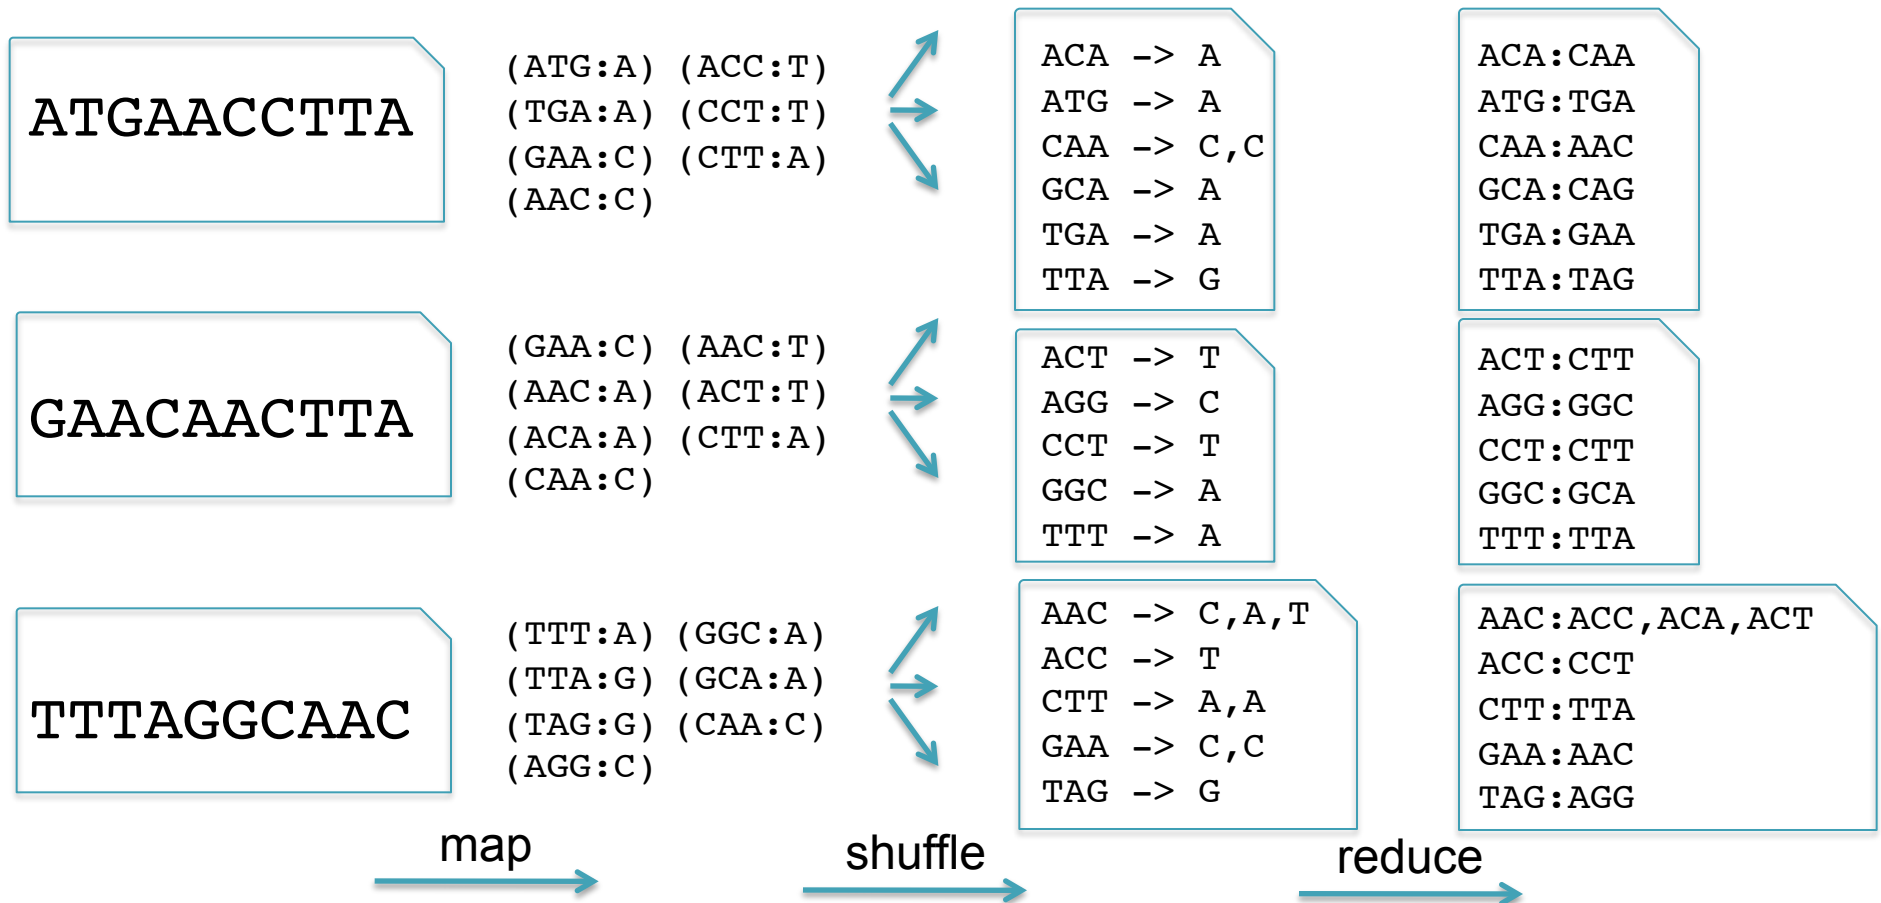 ATGAACCTTA
(ATG:A) (ACC:T)
(TGA:A) (CCT:T)
(GAA:C) (CTT:A)
(AAC:C)
ACA -> A
ATG -> A
CAA -> C,C
GCA -> A
TGA -> A
TTA -> G
ACA:CAA
ATG:TGA
CAA:AAC
GCA:CAG
TGA:GAA
TTA:TAG
GAACAACTTA
(GAA:C) (AAC:T)
(AAC:A) (ACT:T)
(ACA:A) (CTT:A)
(CAA:C)
ACT -> T
AGG -> C
CCT -> T
GGC -> A
TTT -> A
ACT:CTT
AGG:GGC
CCT:CTT
GGC:GCA
TTT:TTA
TTTAGGCAAC
(TTT:A) (GGC:A)
(TTA:G) (GCA:A)
(TAG:G) (CAA:C)
(AGG:C)
AAC -> C,A,T
ACC -> T
CTT -> A,A
GAA -> C,C
TAG -> G
AAC:ACC,ACA,ACT
ACC:CCT
CTT:TTA
GAA:AAC
TAG:AGG
map
shuffle
reduce